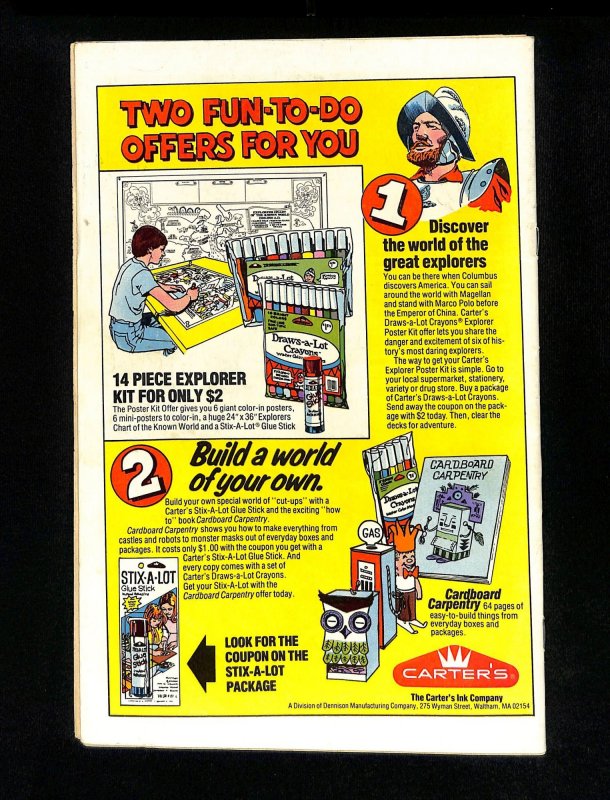 TWO FUN-TO-DO
OFFERS FOR YOU
1
Discover
the world of the
great explorers
You can be there when Columbus
discovers America. You can sail
around the world with Magellan
and stand with Marco Polo before
the Emperor of China. Carter's
Draws-a-Lot Crayons® Explorer
Poster Kit offer lets you share the
danger and excitement of six of his-
tory's most daring explorers.
The way to get your Carter's
Explorer Poster Kit is simple. Go to
your local supermarket, stationery,
variety or drug store. Buy a package
of Carter's Draws-a-Lot Crayons.
Send away the coupon on the pack-
age with $2 today. Then, clear the
decks for adventure.
Draws-a-Lot
Crayons
14 PIECE EXPLORER
KIT FOR ONLY $2
The Poster Kit Offer gives you 6 giant color-in posters,
6 mini-posters to color-in, a huge 24" x 36" Explorers
Chart of the Known World and a Stix-A-Lot® Glue Stick
2
Build a world
of your own.
Build your own special world of "cut-ups" with a
Carter's Stix-A-Lot Glue Stick and the exciting "how
to" book Cardboard Carpentry.
Cardboard Carpentry shows you how to make everything from
castles and robots to monster masks out of everyday boxes and
packages. It costs only $1.00 with the coupon you get with a
Carter's Stix-A-Lot Glue Stick. And
every copy comes with a set of
Carter's Draws-a-Lot Crayons.
Get your Stix-A-Lot with the
Cardboard Carpentry offer today.
STIX-A-LOT
Glue Stick
LOOK FOR THE
COUPON ON THE
STIX-A-LOT
PACKAGE
Draws-a-Lot
Crayons
CARDBOARD
CARPENTRY
GAS
Cardboard
Carpentry 64 pages of
easy-to-build things from
everyday boxes and
packages.
CARTER'S®
The Carter's Ink Company
A Division of Dennison Manufacturing Company, 275 Wyman Street, Waltham, MA 02154